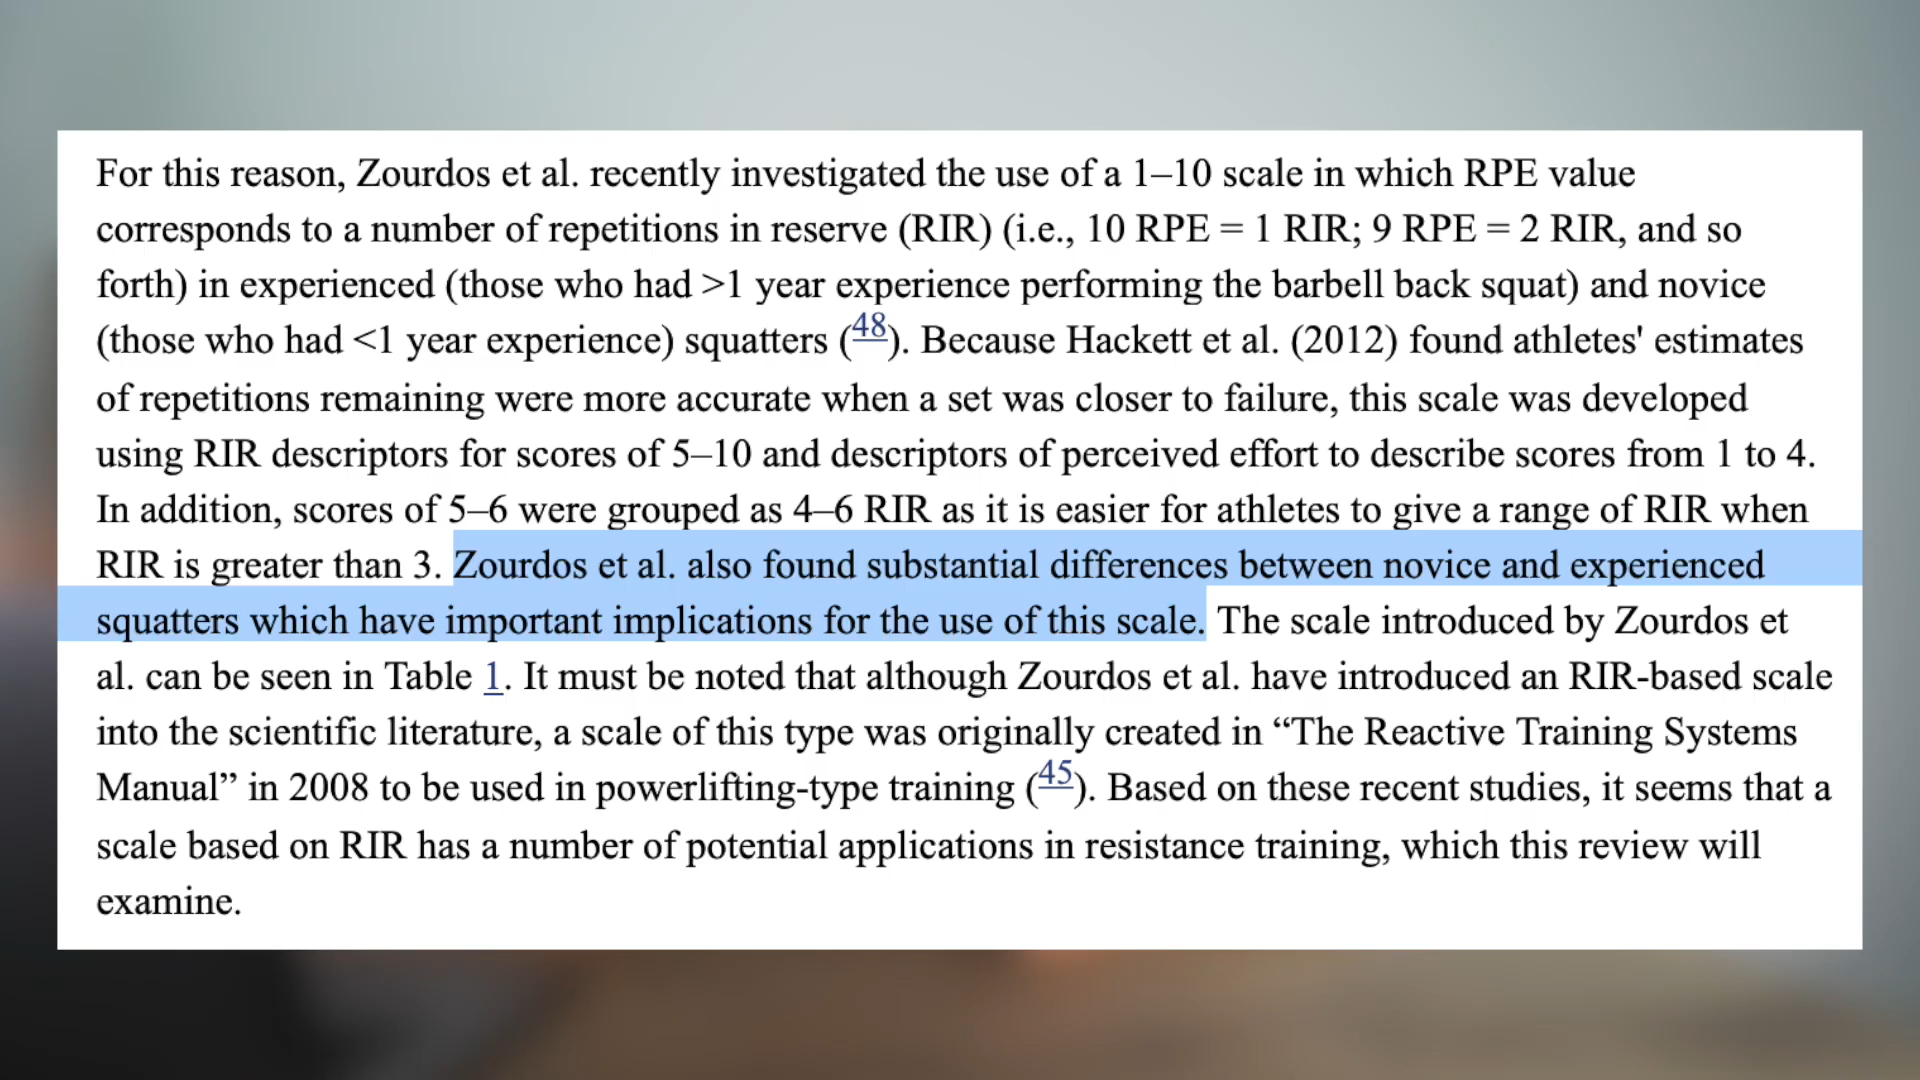 For this reason, Zourdos et al. recently investigated the use of a 1–10 scale in which RPE value
corresponds to a number of repetitions in reserve (RIR) (i.e., 10 RPE = 1 RIR; 9 RPE = 2 RIR, and so
forth) in experienced (those who had >1 year experience performing the barbell back squat) and novice
(those who had <1 year experience) squatters (48). Because Hackett et al. (2012) found athletes' estimates
of repetitions remaining were more accurate when a set was closer to failure, this scale was developed
using RIR descriptors for scores of 5–10 and descriptors of perceived effort to describe scores from 1 to 4.
In addition, scores of 5–6 were grouped as 4–6 RIR as it is easier for athletes to give a range of RIR when
RIR is greater than 3. Zourdos et al. also found substantial differences between novice and experienced
squatters which have important implications for the use of this scale. The scale introduced by Zourdos et
al. can be seen in Table 1. It must be noted that although Zourdos et al. have introduced an RIR-based scale
into the scientific literature, a scale of this type was originally created in “The Reactive Training Systems
Manual” in 2008 to be used in powerlifting-type training (45). Based on these recent studies, it seems that a
scale based on RIR has a number of potential applications in resistance training, which this review will
examine.